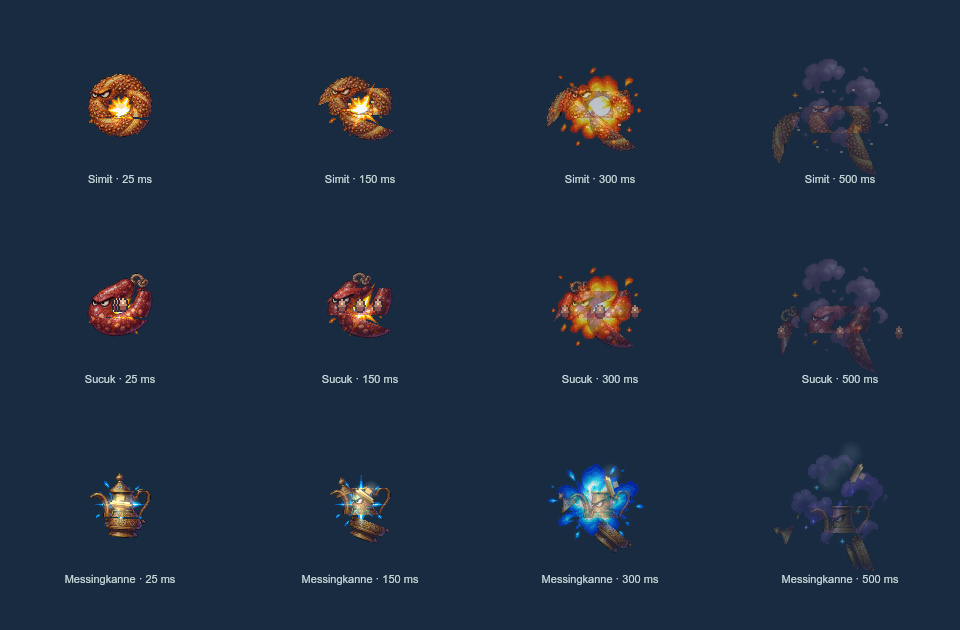 Simit · 25 ms
Simit · 150 ms
Simit · 300 ms
Simit · 500 ms
Sucuk · 25 ms
Sucuk · 150 ms
Sucuk · 300 ms
Sucuk · 500 ms
Messingkanne · 25 ms
Messingkanne · 150 ms
Messingkanne · 300 ms
Messingkanne · 500 ms